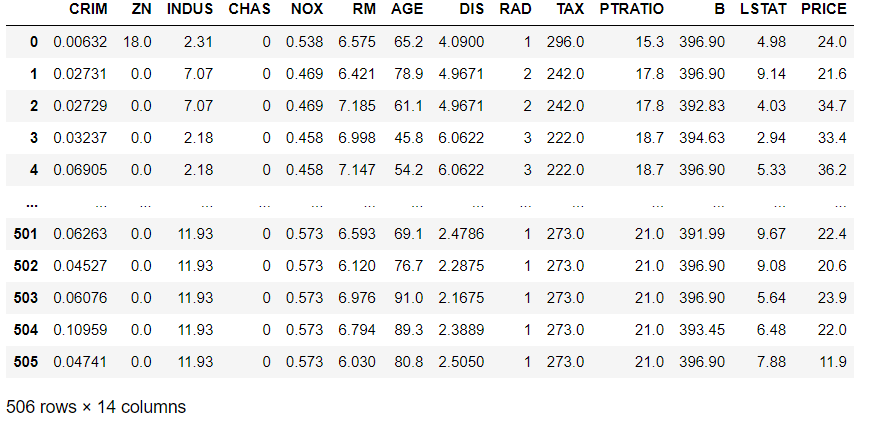 CRIM ZN INDUS CHAS NOX RM AGE DIS RAD TAX PTRATIO B LSTAT PRICE
0 0.00632 18.0 2.31 0 0.538 6.575 65.2 4.0900 1 296.0 15.3 396.90 4.98 24.0
1 0.02731 0.0 7.07 0 0.469 6.421 78.9 4.9671 2 242.0 17.8 396.90 9.14 21.6
2 0.02729 0.0 7.07 0 0.469 7.185 61.1 4.9671 2 242.0 17.8 392.83 4.03 34.7
3 0.03237 0.0 2.18 0 0.458 6.998 45.8 6.0622 3 222.0 18.7 394.63 2.94 33.4
4 0.06905 0.0 2.18 0 0.458 7.147 54.2 6.0622 3 222.0 18.7 396.90 5.33 36.2
... ... ... ... ... ... ... ... ... ... ... ... ... ... ...
501 0.06263 0.0 11.93 0 0.573 6.593 69.1 2.4786 1 273.0 21.0 391.99 9.67 22.4
502 0.04527 0.0 11.93 0 0.573 6.120 76.7 2.2875 1 273.0 21.0 396.90 9.08 20.6
503 0.06076 0.0 11.93 0 0.573 6.976 91.0 2.1675 1 273.0 21.0 396.90 5.64 23.9
504 0.10959 0.0 11.93 0 0.573 6.794 89.3 2.3889 1 273.0 21.0 393.45 6.48 22.0
505 0.04741 0.0 11.93 0 0.573 6.030 80.8 2.5050 1 273.0 21.0 396.90 7.88 11.9
506 rows × 14 columns